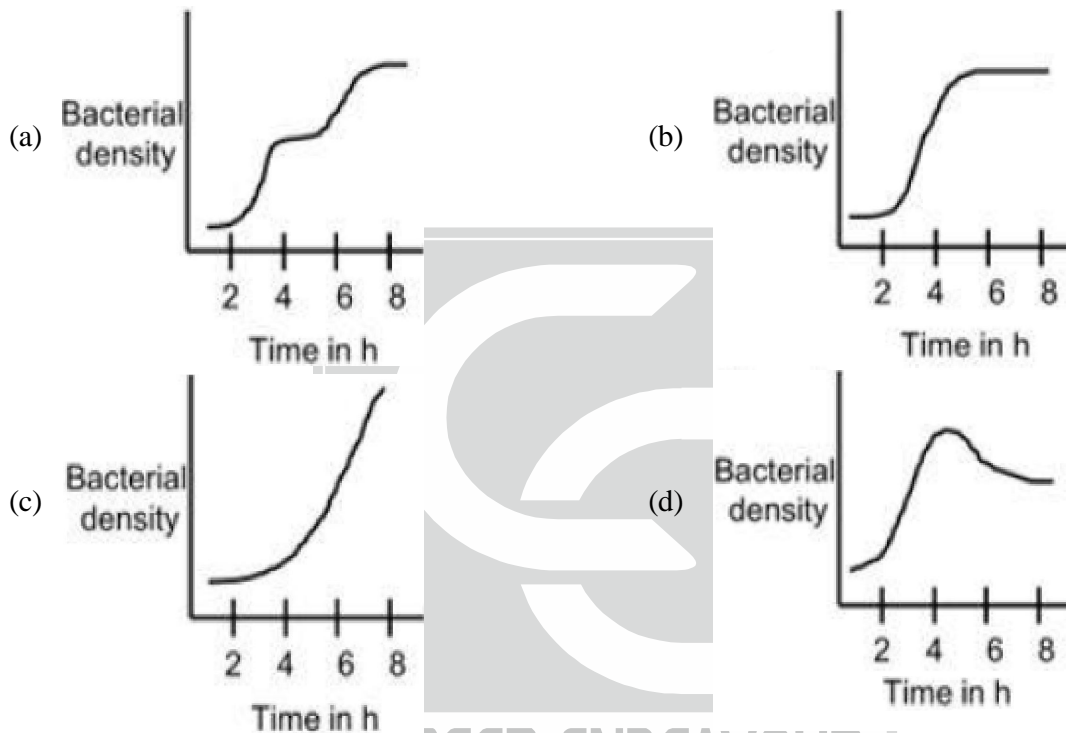 (a)
Bacterial
density
2 4 6 8
Time in h
(b)
Bacterial
density
2 4 6 8
Time in h
(c)
Bacterial
density
2 4 6 8
Time in h
(d)
Bacterial
density
2 4 6 8
Time in h